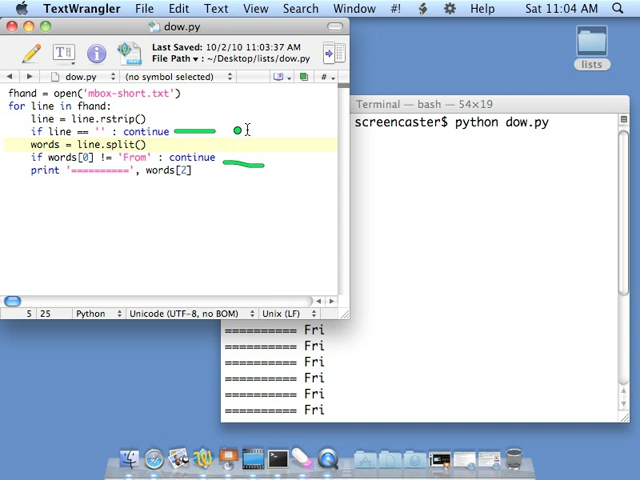 TextWrangler File Edit Text View Search Window #! Help Sat 11:04 AM
dow.py
Last Saved: 10/2/10 11:03:37 AM
File Path : ~/Desktop/lists/dow.py
dow.py (no symbol selected) #
fhand = open('mbox-short.txt')
for line in fhand:
line = line.rstrip()
if line == '' : continue
words = line.split()
if words[0] != 'From' : continue
print '==========', words[2]
5 25 Python Unicode (UTF-8, no BOM) Unix (LF)
lists
Terminal — bash — 54×19
screencaster$ python dow.py
========== Fri
========== Fri
========== Fri
========== Fri
========== Fri
========== Fri